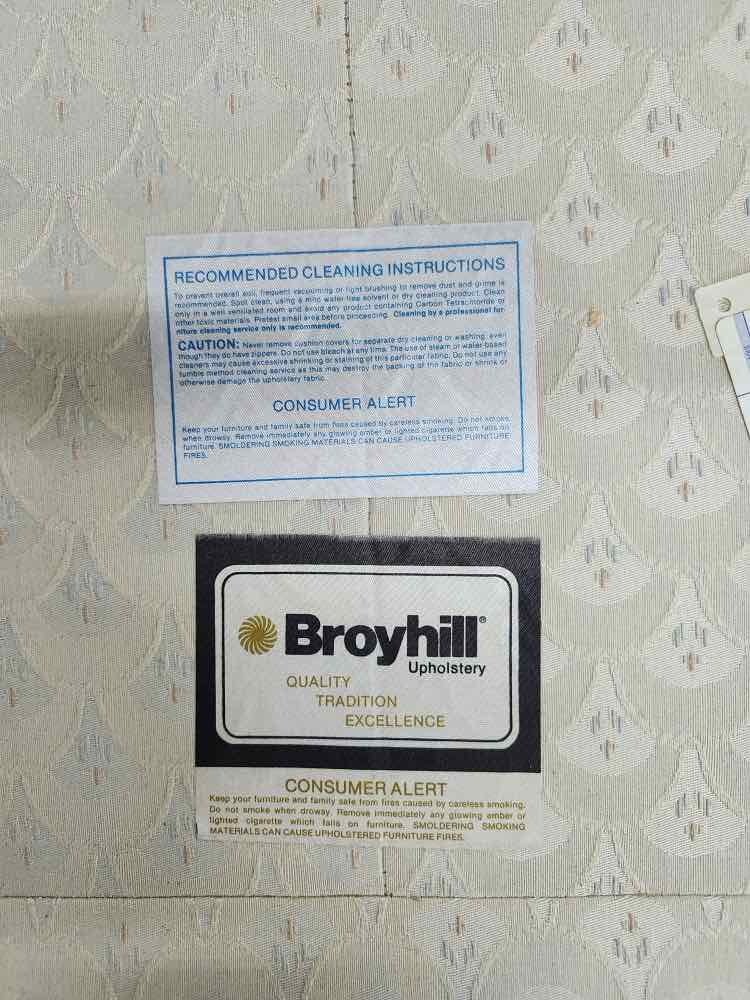 RECOMMENDED CLEANING INSTRUCTIONS
To prevent overall soil, frequent vacuuming or light brushing to remove dust and grime is
recommended. Spot clean, using a mild water-free solvent or dry cleaning product. Clean
only in a well ventilated room and avoid any product containing Carbon Tetrachloride or
other toxic materials. Pretest small area before proceeding. Cleaning by a professional fur-
niture cleaning service only is recommended.
CAUTION: Never remove cushion covers for separate dry cleaning or washing, even
though they do have zippers. Do not use bleach at any time. The use of steam or water-based
cleaners may cause excessive shrinking or staining of this particular fabric. Do not use any
tumble method cleaning service as this may destroy the backing of the fabric or shrink or
otherwise damage the upholstery fabric.
CONSUMER ALERT
Keep your furniture and family safe from fires caused by careless smoking. Do not smoke
when drowsy. Remove immediately any glowing ember or lighted cigarette which falls on
furniture. SMOLDERING SMOKING MATERIALS CAN CAUSE UPHOLSTERED FURNITURE
FIRES.
Broyhill®
Upholstery
QUALITY
TRADITION
EXCELLENCE
CONSUMER ALERT
Keep your furniture and family safe from fires caused by careless smoking.
Do not smoke when drowsy. Remove immediately any glowing ember or
lighted cigarette which falls on furniture. SMOLDERING SMOKING
MATERIALS CAN CAUSE UPHOLSTERED FURNITURE FIRES.